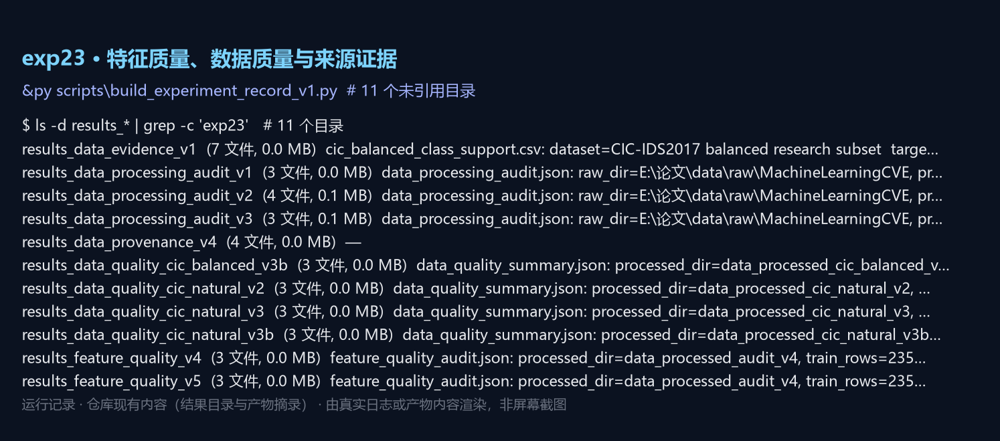 exp23 • 特征质量、数据质量与来源证据
&py scripts\build_experiment_record_v1.py  # 11 个未引用目录
$ ls -d results_* | grep -c 'exp23'   # 11 个目录
results_data_evidence_v1  (7 文件, 0.0 MB)  cic_balanced_class_support.csv: dataset=CIC-IDS2017 balanced research subset  targe…
results_data_processing_audit_v1  (3 文件, 0.0 MB)  data_processing_audit.json: raw_dir=E:\论文\data\raw\MachineLearningCVE, pr…
results_data_processing_audit_v2  (4 文件, 0.1 MB)  data_processing_audit.json: raw_dir=E:\论文\data\raw\MachineLearningCVE, pr…
results_data_processing_audit_v3  (3 文件, 0.1 MB)  data_processing_audit.json: raw_dir=E:\论文\data\raw\MachineLearningCVE, pr…
results_data_provenance_v4  (4 文件, 0.0 MB)  —
results_data_quality_cic_balanced_v3b  (3 文件, 0.0 MB)  data_quality_summary.json: processed_dir=data_processed_cic_balanced_v…
results_data_quality_cic_natural_v2  (3 文件, 0.0 MB)  data_quality_summary.json: processed_dir=data_processed_cic_natural_v2, …
results_data_quality_cic_natural_v3  (3 文件, 0.0 MB)  data_quality_summary.json: processed_dir=data_processed_cic_natural_v3, …
results_data_quality_cic_natural_v3b  (3 文件, 0.0 MB)  data_quality_summary.json: processed_dir=data_processed_cic_natural_v3b…
results_feature_quality_v4  (3 文件, 0.0 MB)  feature_quality_audit.json: processed_dir=data_processed_audit_v4, train_rows=235…
results_feature_quality_v5  (3 文件, 0.0 MB)  feature_quality_audit.json: processed_dir=data_processed_audit_v4, train_rows=235…
运行记录 · 仓库现有内容（结果目录与产物摘录） · 由真实日志或产物内容渲染，非屏幕截图